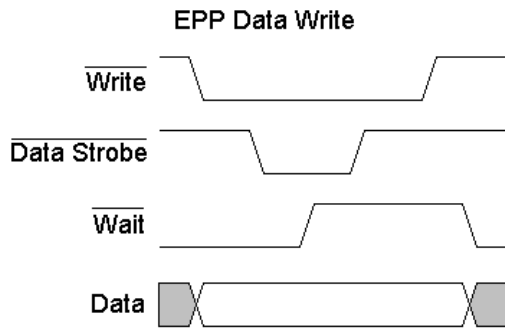 EPP Data Write
Write
Data Strobe
Wait
Data